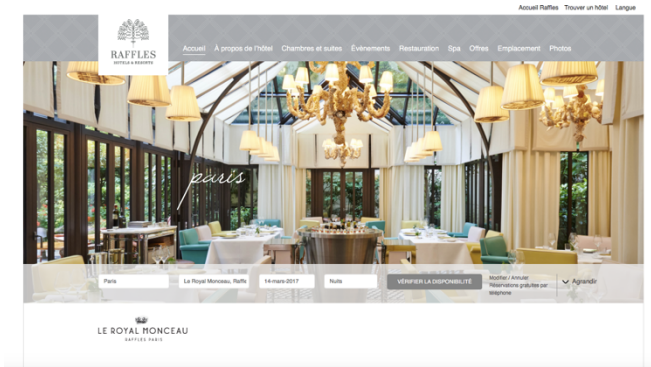 Accueil Raffles Trouver un hôtel Langue
RAFFLES
HOTELS & RESORTS
Accueil À propos de l'hôtel Chambres et suites Évènements Restauration Spa Offres Emplacement Photos
paris
Paris
Le Royal Monceau, Raffle
14-mars-2017
Nuits
VÉRIFIER LA DISPONIBILITÉ
Modifier / Annuler
Réservations gratuites par
téléphone
Agrandir
LE ROYAL MONCEAU
RAFFLES PARIS